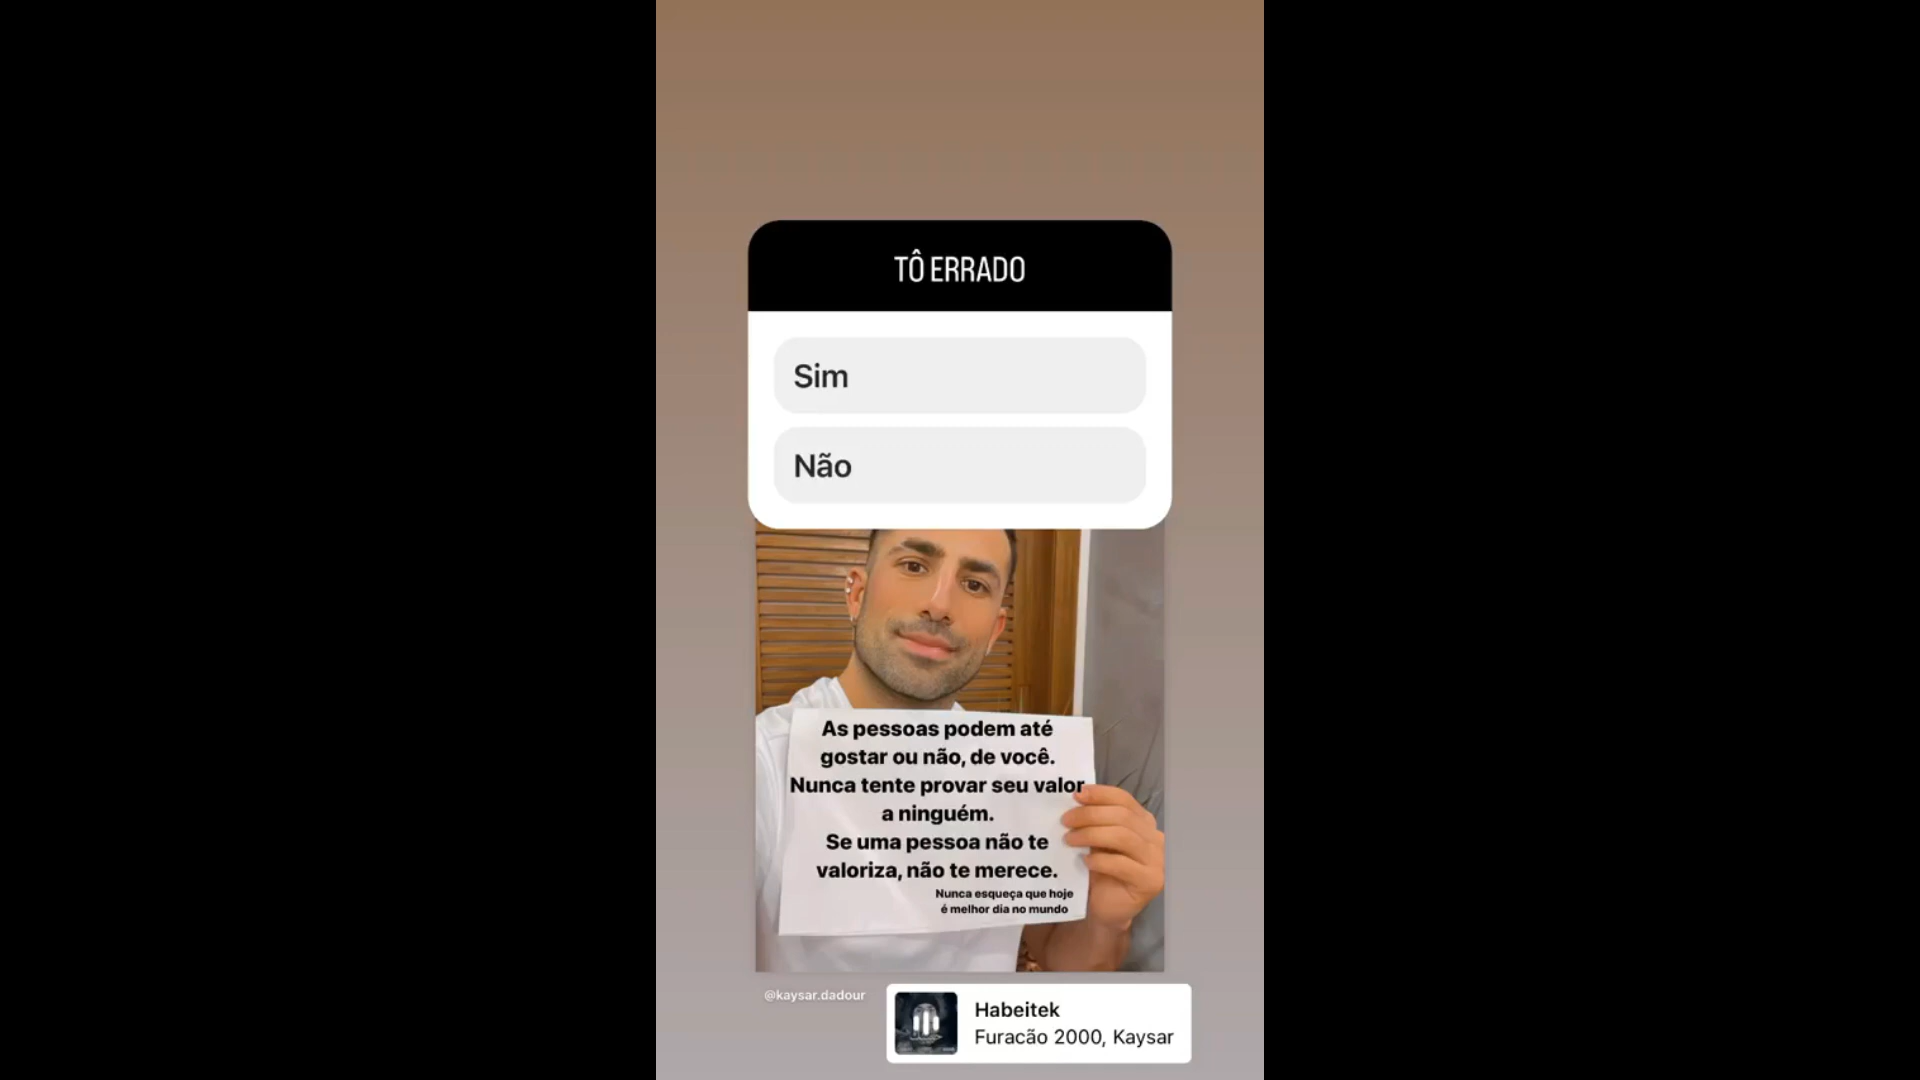 TÔ ERRADO
Sim
Não
As pessoas podem até
gostar ou não, de você.
Nunca tente provar seu valor
a ninguém.
Se uma pessoa não te
valoriza, não te merece.
Nunca esqueça que hoje
é melhor dia no mundo
@kaysar.dadour
Habeitek
Furacão 2000, Kaysar